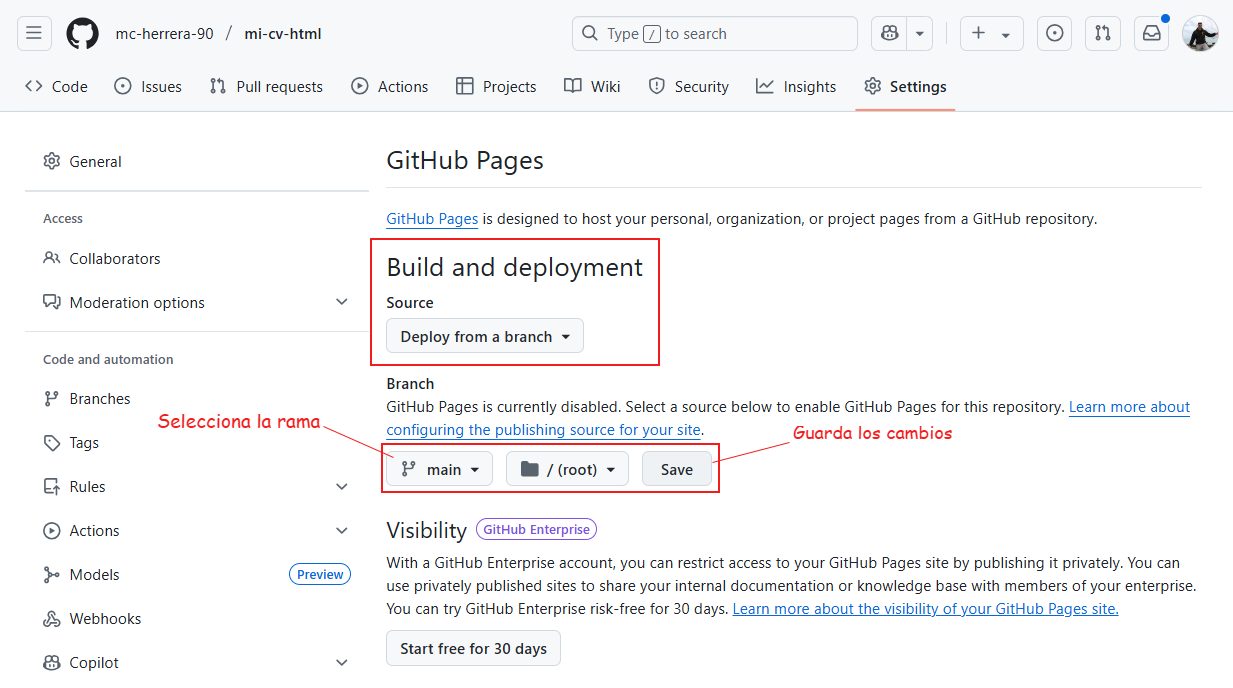 mc-herrera-90 / mi-cv-html
Type / to search
Code
Issues
Pull requests
Actions
Projects
Wiki
Security
Insights
Settings
General
Access
Collaborators
Moderation options
Code and automation
Branches
Tags
Rules
Actions
Models
Preview
Webhooks
Copilot
GitHub Pages
GitHub Pages is designed to host your personal, organization, or project pages from a GitHub repository.
Build and deployment
Source
Deploy from a branch
Branch
GitHub Pages is currently disabled. Select a source below to enable GitHub Pages for this repository. Learn more about
configuring the publishing source for your site.
Selecciona la rama
Guarda los cambios
main
/ (root)
Save
Visibility
GitHub Enterprise
With a GitHub Enterprise account, you can restrict access to your GitHub Pages site by publishing it privately. You can
use privately published sites to share your internal documentation or knowledge base with members of your enterprise.
You can try GitHub Enterprise risk-free for 30 days. Learn more about the visibility of your GitHub Pages site.
Start free for 30 days